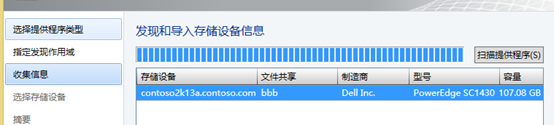 选择提供程序类型
指定发现作用域
收集信息
选择存储设备
摘要
发现和导入存储设备信息
扫描提供程序(S)
存储设备 文件共享 制造商 型号 容量
contoso2k13a.contoso.com bbb Dell Inc. PowerEdge SC1430 107.08 GB